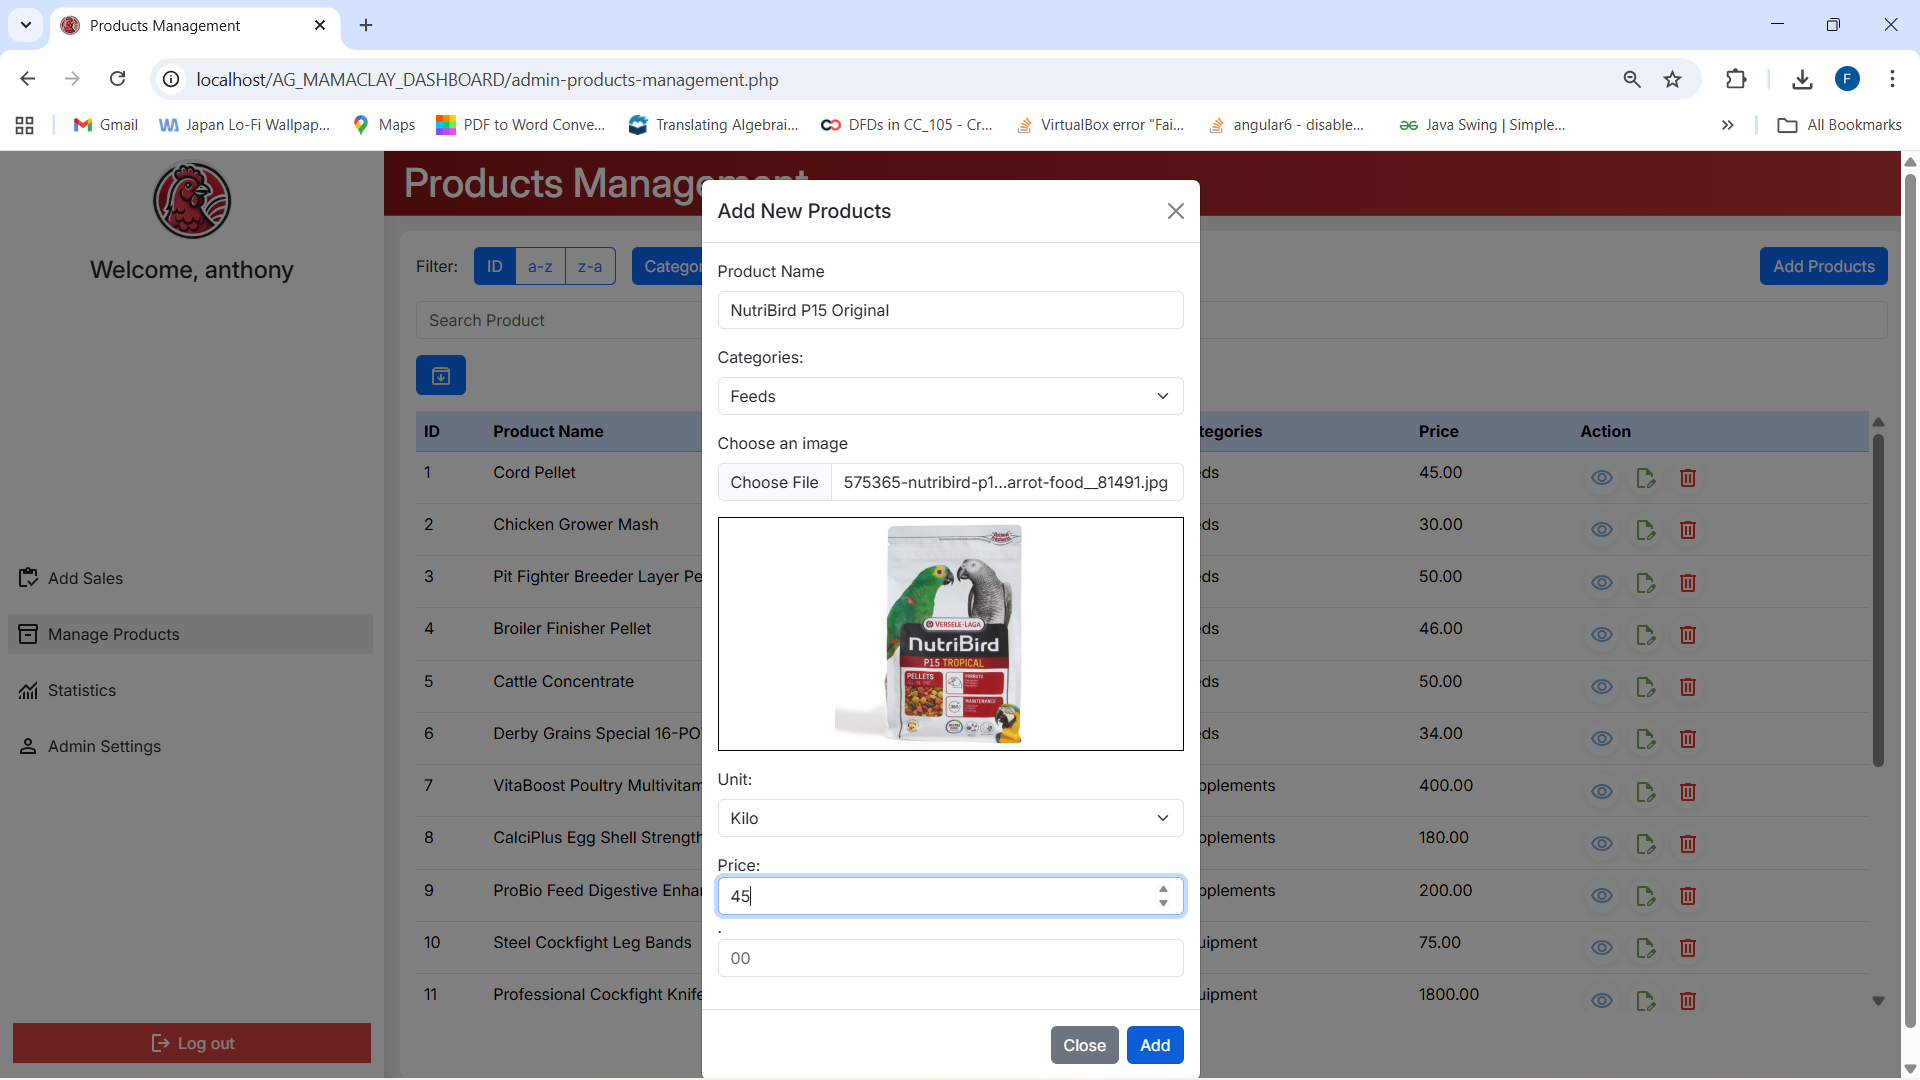 Products Management
localhost/AG_MAMACLAY_DASHBOARD/admin-products-management.php
F
Gmail
Japan Lo-Fi Wallpap...
Maps
PDF to Word Conve...
Translating Algebrai...
DFDs in CC_105 - Cr...
VirtualBox error "Fai...
angular6 - disable...
Java Swing | Simple...
All Bookmarks
Welcome, anthony
Add Sales
Manage Products
Statistics
Admin Settings
Log out
Products Management
Filter:
ID
a-z
z-a
Categor
Add Products
Search Product
ID Product Name tegories Price Action
1 Cord Pellet ds 45.00
2 Chicken Grower Mash ds 30.00
3 Pit Fighter Breeder Layer Pe ds 50.00
4 Broiler Finisher Pellet ds 46.00
5 Cattle Concentrate ds 50.00
6 Derby Grains Special 16-PO ds 34.00
7 VitaBoost Poultry Multivitam pplements 400.00
8 CalciPlus Egg Shell Strength pplements 180.00
9 ProBio Feed Digestive Enha pplements 200.00
10 Steel Cockfight Leg Bands uipment 75.00
11 Professional Cockfight Knife uipment 1800.00
Add New Products
Product Name
NutriBird P15 Original
Categories:
Feeds
Choose an image
Choose File
575365-nutribird-p1...arrot-food__81491.jpg
VERSELE-LAGA
NutriBird
P15 TROPICAL
PELLETS
PARROTS
MAINTENANCE
Unit:
Kilo
Price:
45
.
00
Close
Add